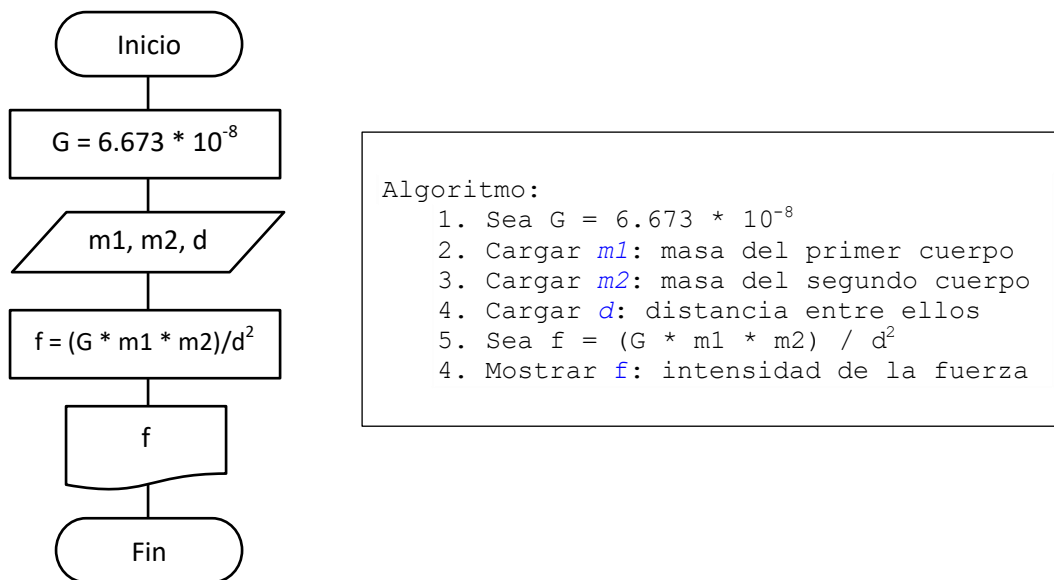 Inicio
G = 6.673 * 10⁻⁸
m1, m2, d
f = (G * m1 * m2)/d²
f
Fin
Algoritmo:
1. Sea G = 6.673 * 10⁻⁸
2. Cargar m1: masa del primer cuerpo
3. Cargar m2: masa del segundo cuerpo
4. Cargar d: distancia entre ellos
5. Sea f = (G * m1 * m2) / d²
4. Mostrar f: intensidad de la fuerza